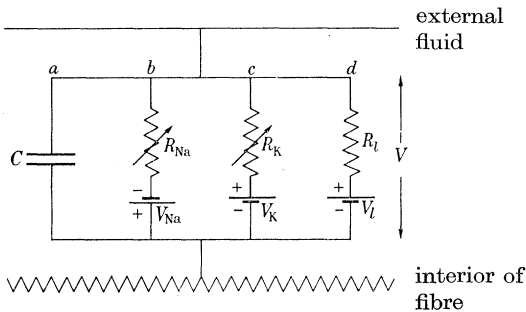 external
fluid
a b c d
C
R_Na
R_K
R_l
V
- + V_Na
+ - V_K
+ - V_l
interior of
fibre